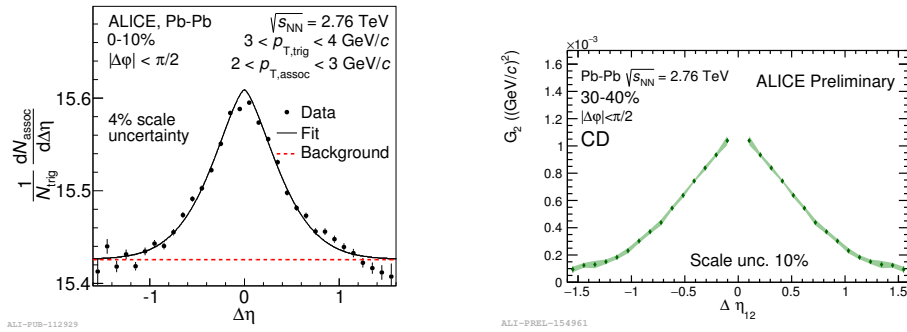 ALICE, Pb-Pb
√sNN = 2.76 TeV
0-10%
3 < pT,trig < 4 GeV/c
|Δφ| < π/2
2 < pT,assoc < 3 GeV/c
15.6
4% scale
uncertainty
Data
Fit
Background
1/Ntrig dNassoc/dΔη
15.5
15.4
-1
0
1
Δη
ALI-PUB-112929
×10⁻³
G2 ((GeV/c)²)
1.6
1.4
1.2
1
0.8
0.6
0.4
0.2
0
Pb-Pb √sNN = 2.76 TeV
ALICE Preliminary
30-40%
|Δφ|<π/2
CD
Scale unc. 10%
−1.5 −1 −0.5 0 0.5 1 1.5
Δ η12
ALI-PREL-154961